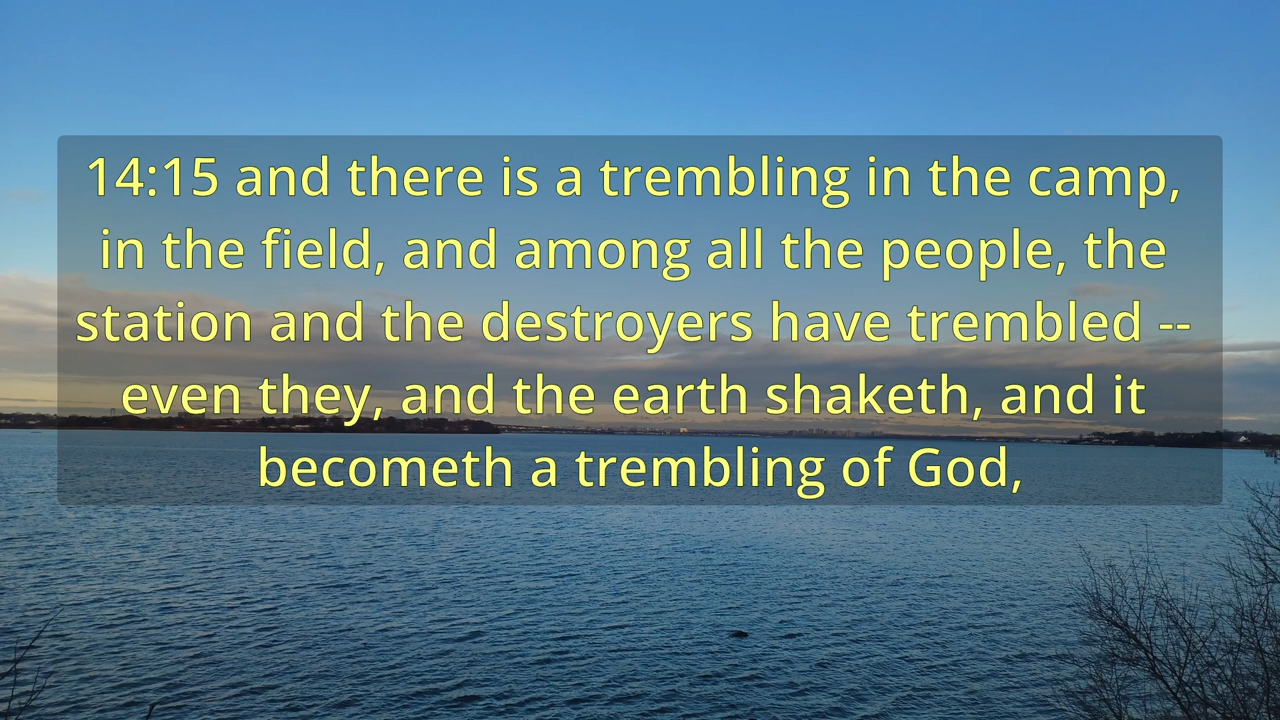 14:15 and there is a trembling in the camp,
in the field, and among all the people, the
station and the destroyers have trembled --
even they, and the earth shaketh, and it
becometh a trembling of God,